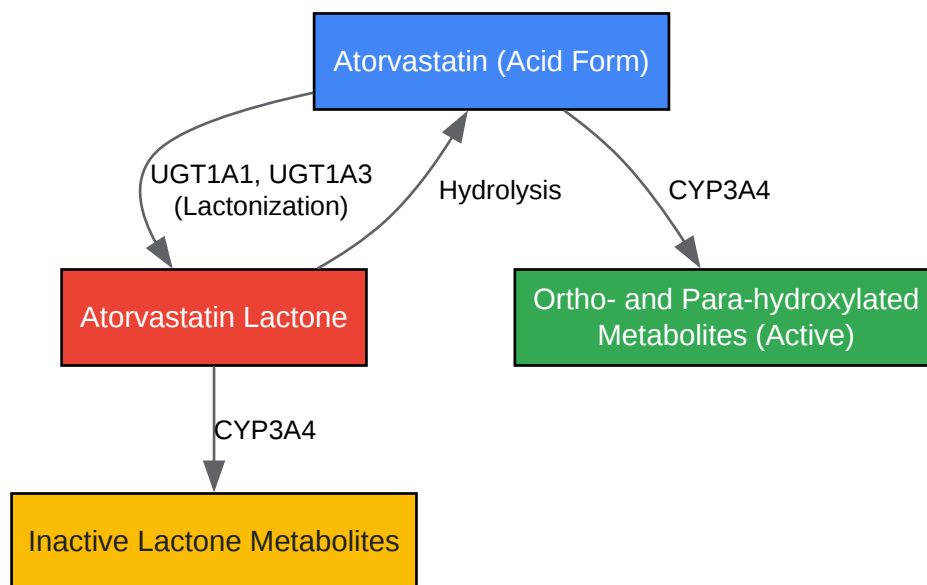 Atorvastatin (Acid Form)
UGT1A1, UGT1A3
(Lactonization)
Hydrolysis
CYP3A4
Atorvastatin Lactone
Ortho- and Para-hydroxylated
Metabolites (Active)
CYP3A4
Inactive Lactone Metabolites